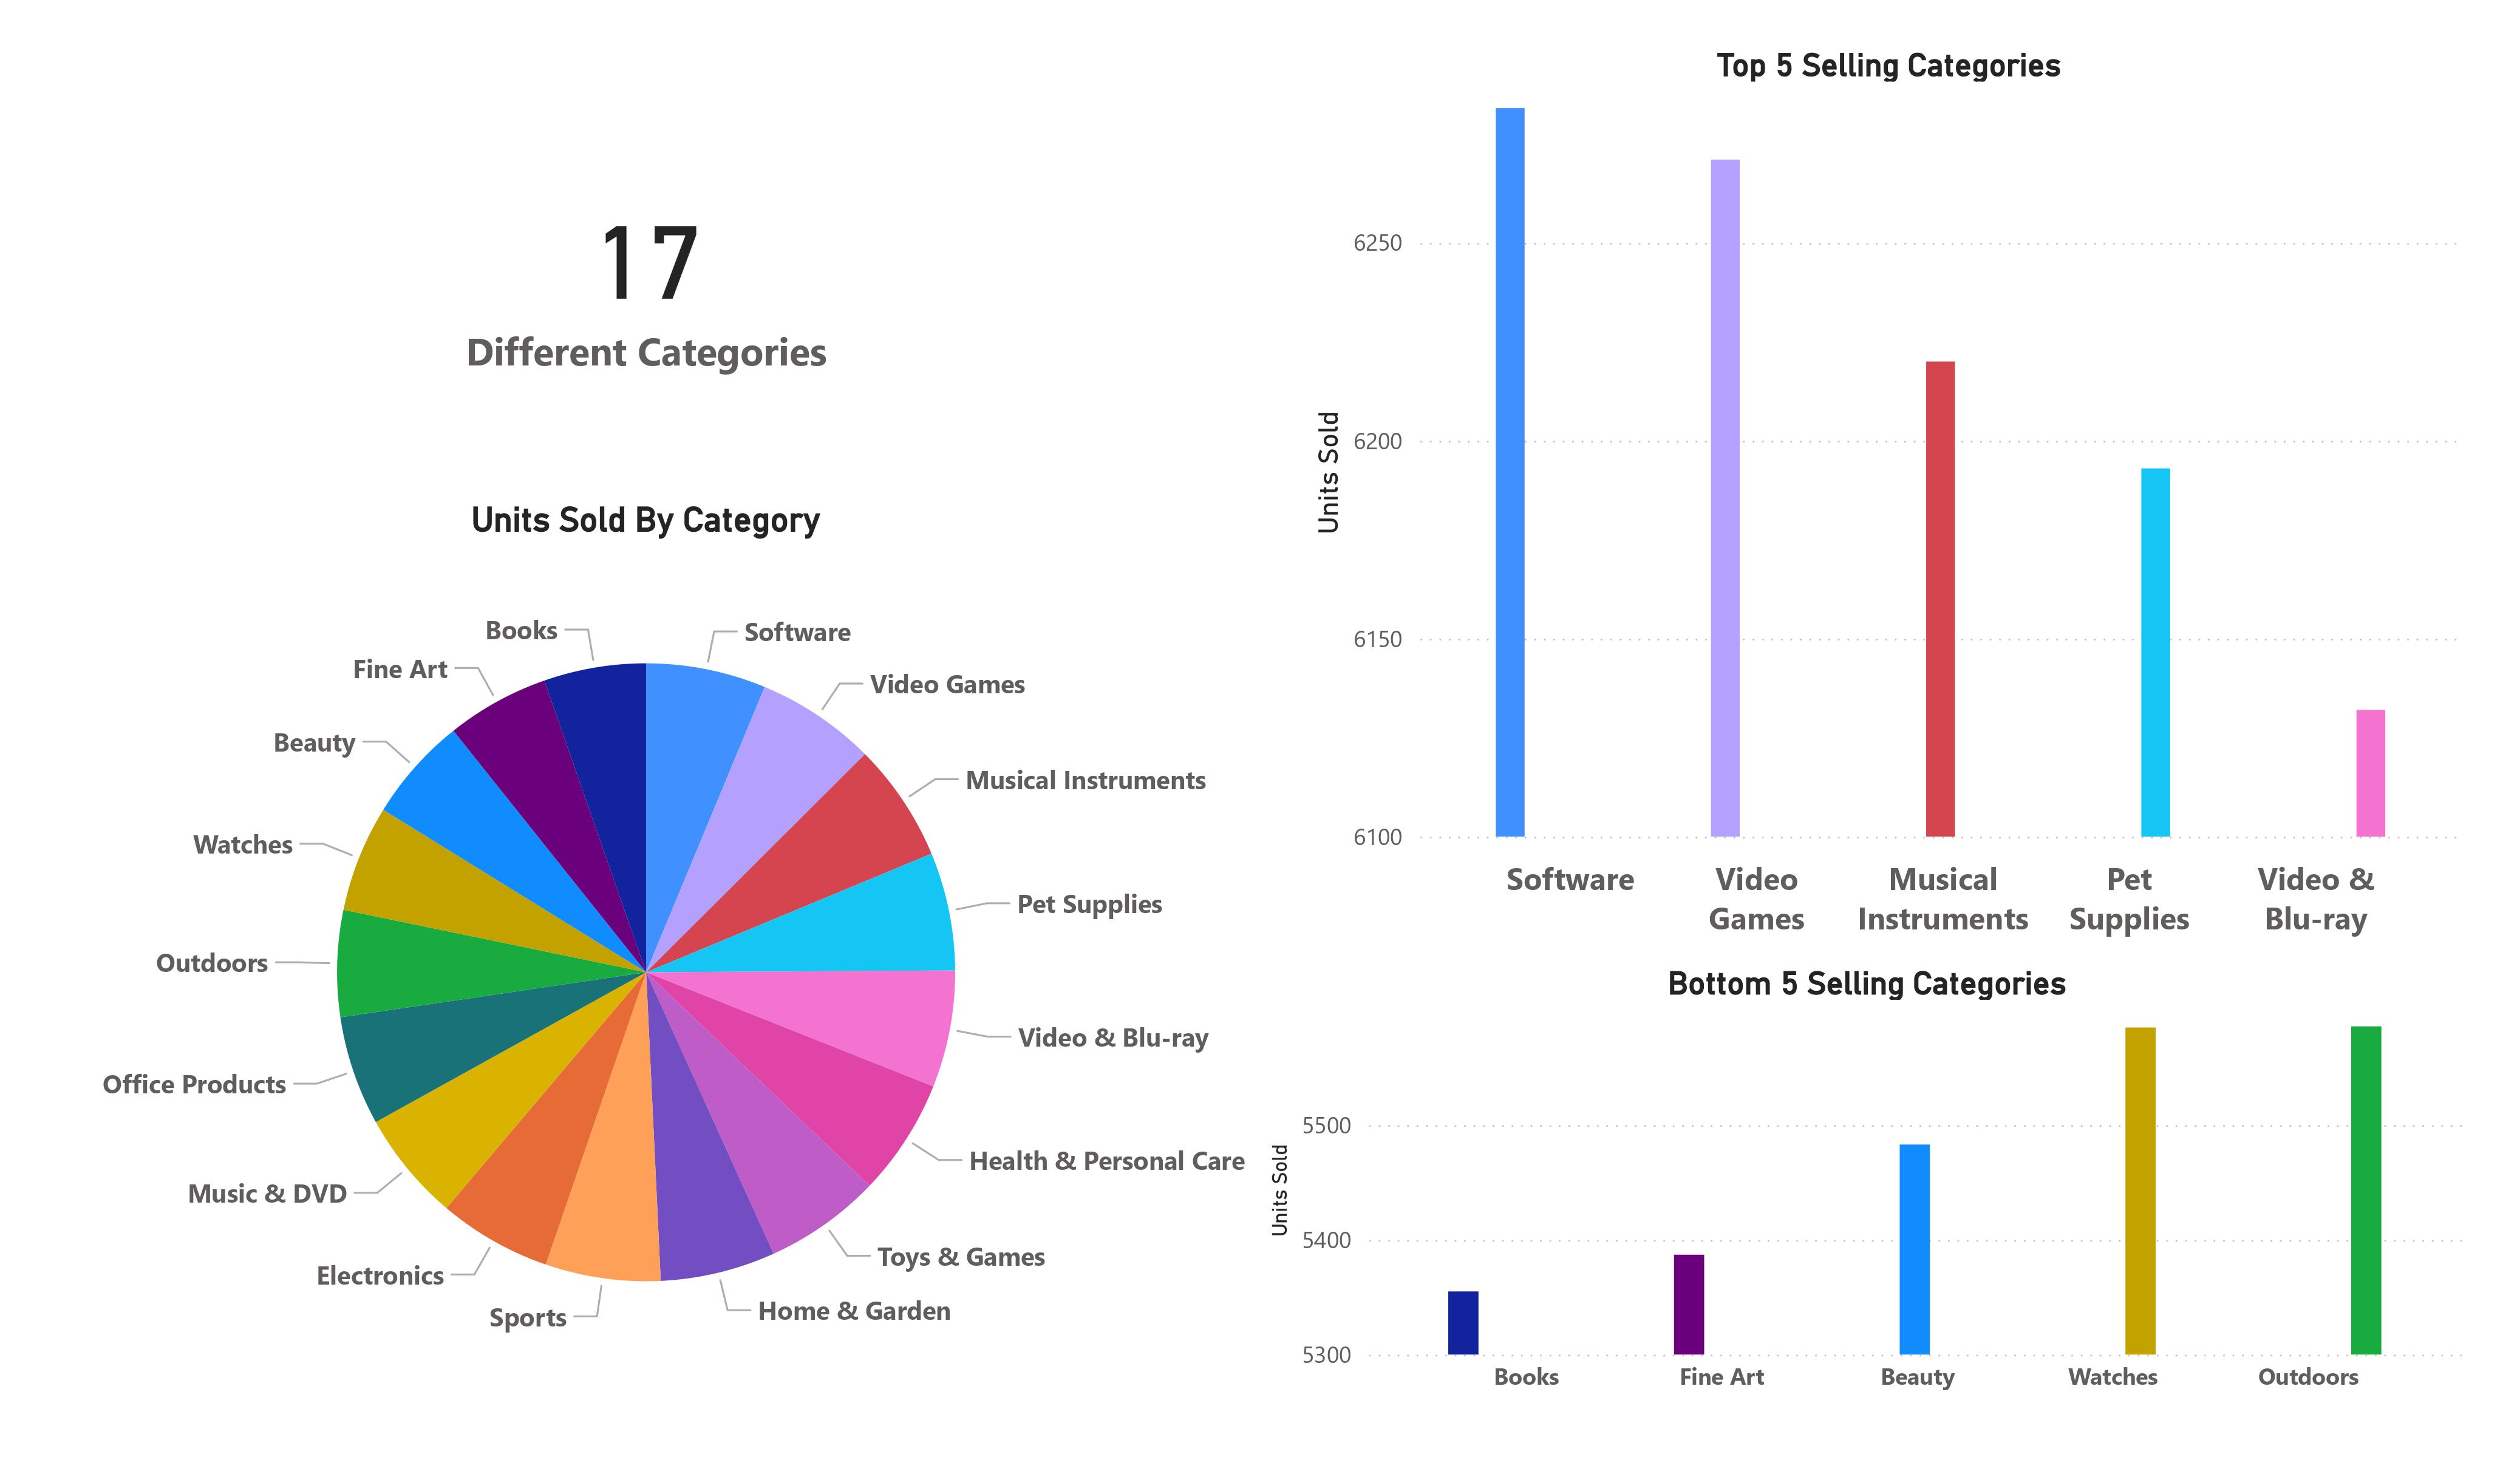 17
Different Categories
Units Sold By Category
Books
Software
Fine Art
Video Games
Beauty
Musical Instruments
Watches
Pet Supplies
Outdoors
Video & Blu-ray
Office Products
Health & Personal Care
Music & DVD
Toys & Games
Electronics
Home & Garden
Sports
Top 5 Selling Categories
Units Sold
6250
6200
6150
6100
Software
Video
Games
Musical
Instruments
Pet
Supplies
Video &
Blu-ray
Bottom 5 Selling Categories
Units Sold
5500
5400
5300
Books
Fine Art
Beauty
Watches
Outdoors